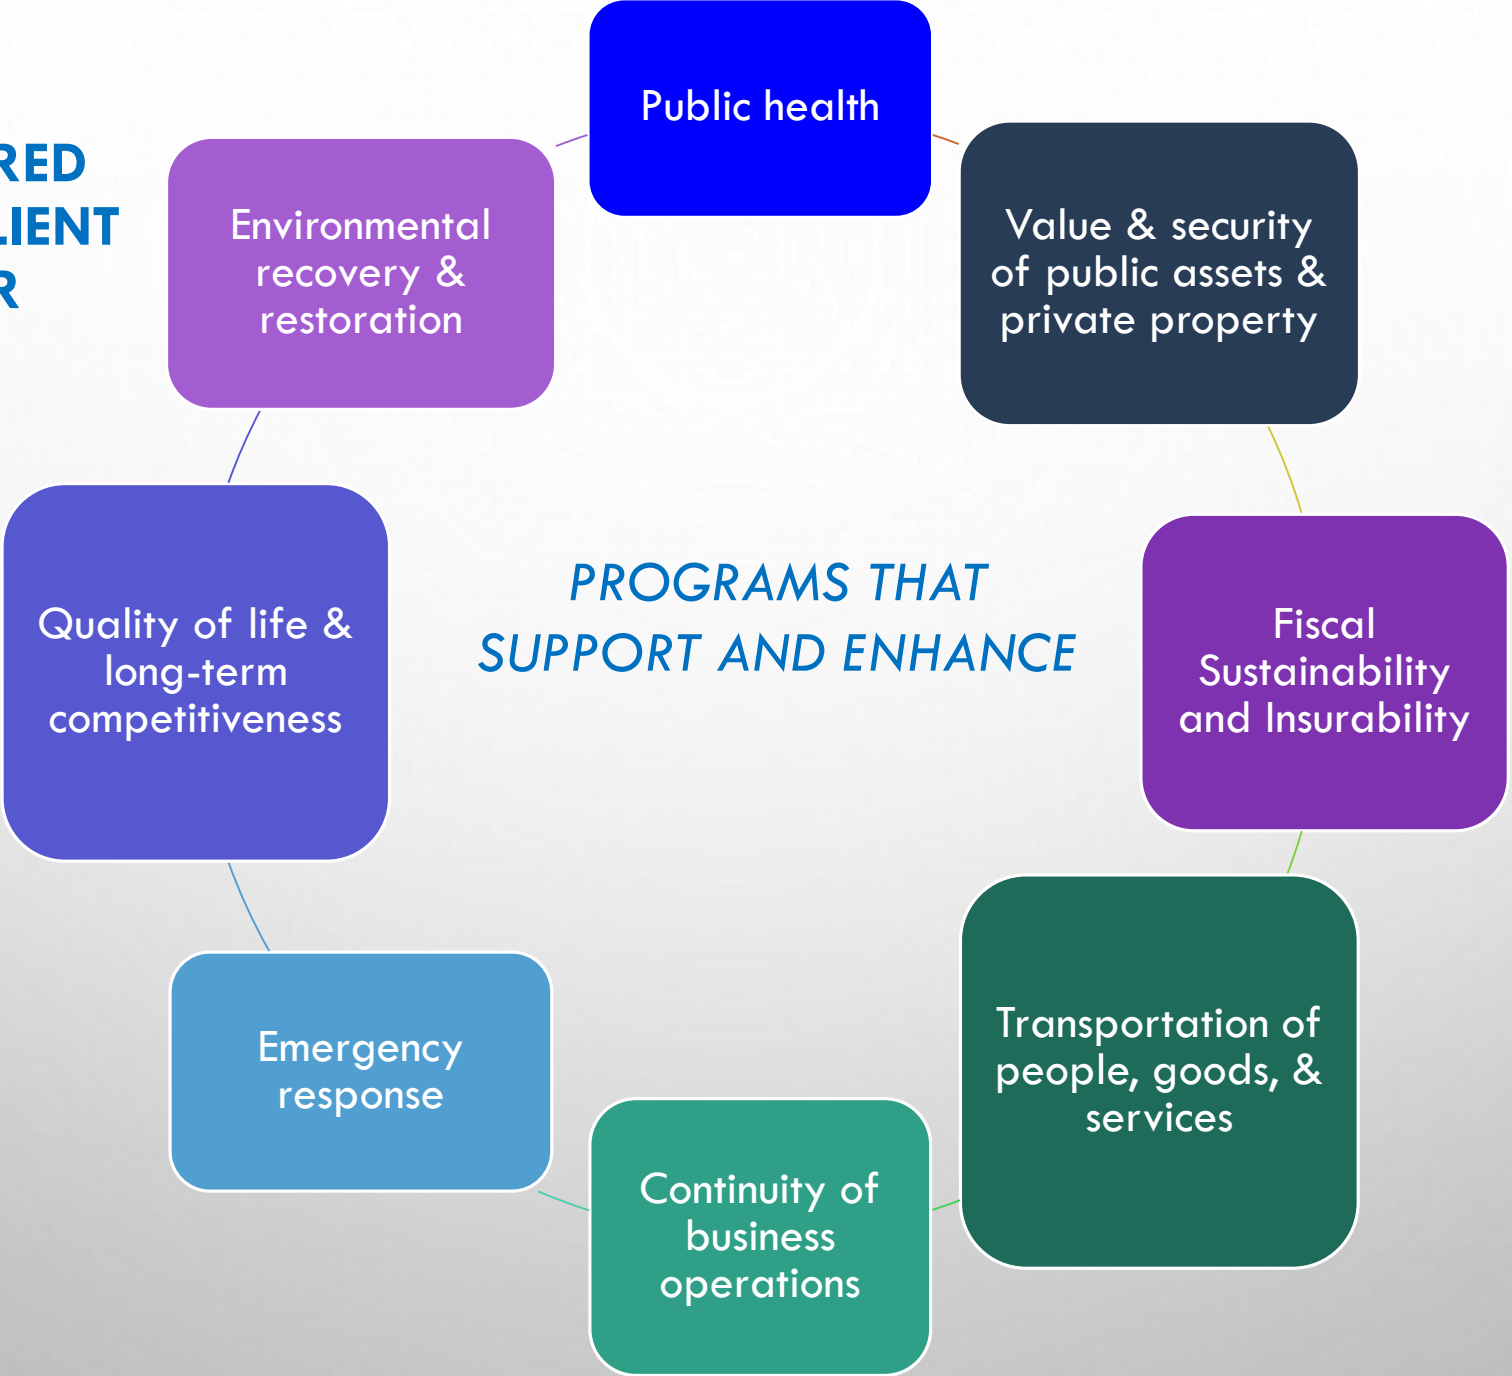 Public health
RED
LIENT
R
Environmental
recovery &
restoration
Value & security
of public assets &
private property
Quality of life &
long-term
competitiveness
PROGRAMS THAT
SUPPORT AND ENHANCE
Fiscal
Sustainability
and Insurability
Emergency
response
Transportation of
people, goods, &
services
Continuity of
business
operations